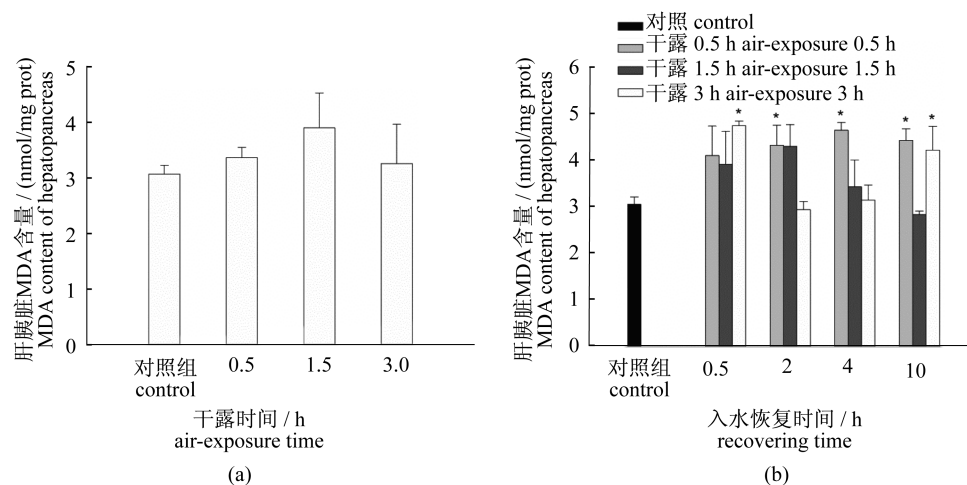 5
4
3
2
1
0
肝胰脏MDA含量 / (nmol/mg prot)
MDA content of hepatopancreas
对照组
control
0.5
1.5
3.0
干露时间 / h
air-exposure time
(a)
对照 control
干露 0.5 h air-exposure 0.5 h
干露 1.5 h air-exposure 1.5 h
干露 3 h air-exposure 3 h
6
5
4
3
2
1
0
肝胰脏MDA含量 / (nmol/mg prot)
MDA content of hepatopancreas
* * * * *
对照组
control
0.5
2
4
10
入水恢复时间 / h
recovering time
(b)